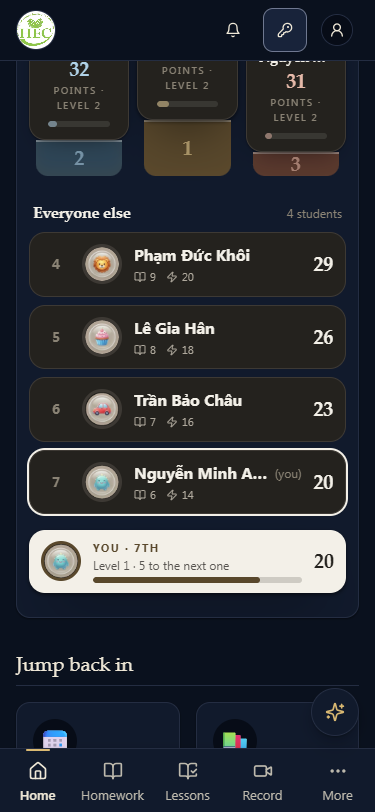 HEC
32
POINTS ·
LEVEL 2
2
POINTS ·
LEVEL 2
1
31
POINTS ·
LEVEL 2
3
Everyone else
4 students
4
Phạm Đức Khôi
9 20
29
5
Lê Gia Hân
8 18
26
6
Trần Bảo Châu
7 16
23
7
Nguyễn Minh A... (you)
6 14
20
YOU · 7TH
Level 1 · 5 to the next one
20
Jump back in
Home
Homework
Lessons
Record
More